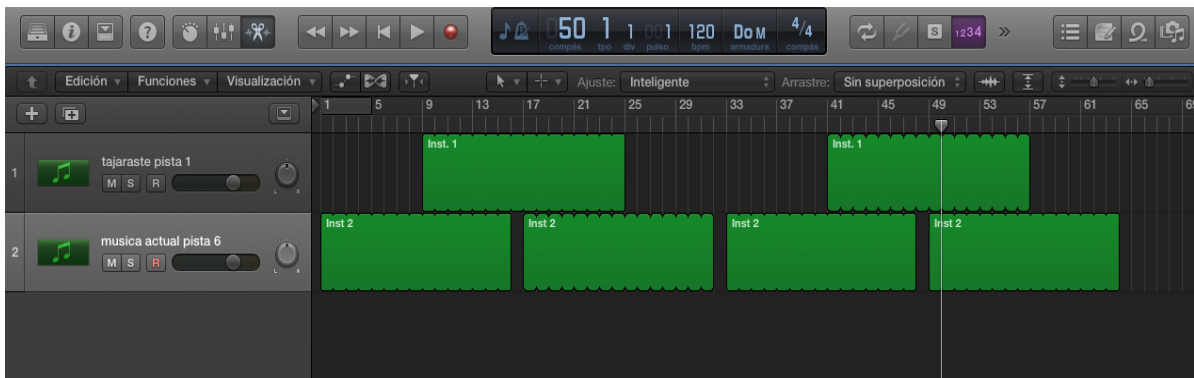 50 1 1 001 120 Do M 4/4
compás tpo div pulso bpm armadura compás
S 1234 »
Edición Funciones Visualización Ajuste: Inteligente Arrastre: Sin superposición
1 5 9 13 17 21 25 29 33 37 41 45 49 53 57 61 65 69
1 tajaraste pista 1
M S R
L R
Inst. 1 Inst. 1
2 musica actual pista 6
M S R
L R
Inst 2 Inst 2 Inst 2 Inst 2